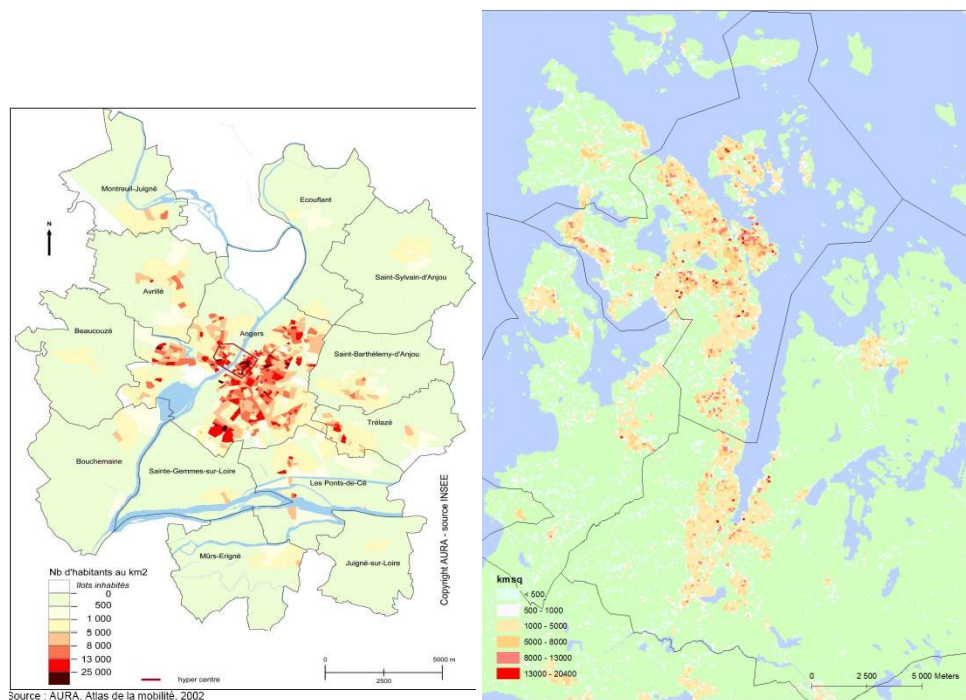 Montreuil-Juigné
Ecouflant
N
Saint-Sylvain-d'Anjou
Avrillé
Beaucouzé
Angers
Saint-Barthélemy-d'Anjou
Trélazé
Bouchemaine
Sainte-Gemmes-sur-Loire
Les Ponts-de-Cé
Mûrs-Erigné
Juigné-sur-Loire
Copyright AURA - source INSEE
Nb d'habitants au km2
Ilots inhabités
0
500
1 000
5 000
8 000
13 000
25 000
hyper centre
0
5000 m
2500
Source : AURA, Atlas de la mobilité, 2002
kmsq
< 500
500 - 1000
1000 - 5000
5000 - 8000
8000 - 13000
13000 - 20400
0 2 500 5 000 Meters